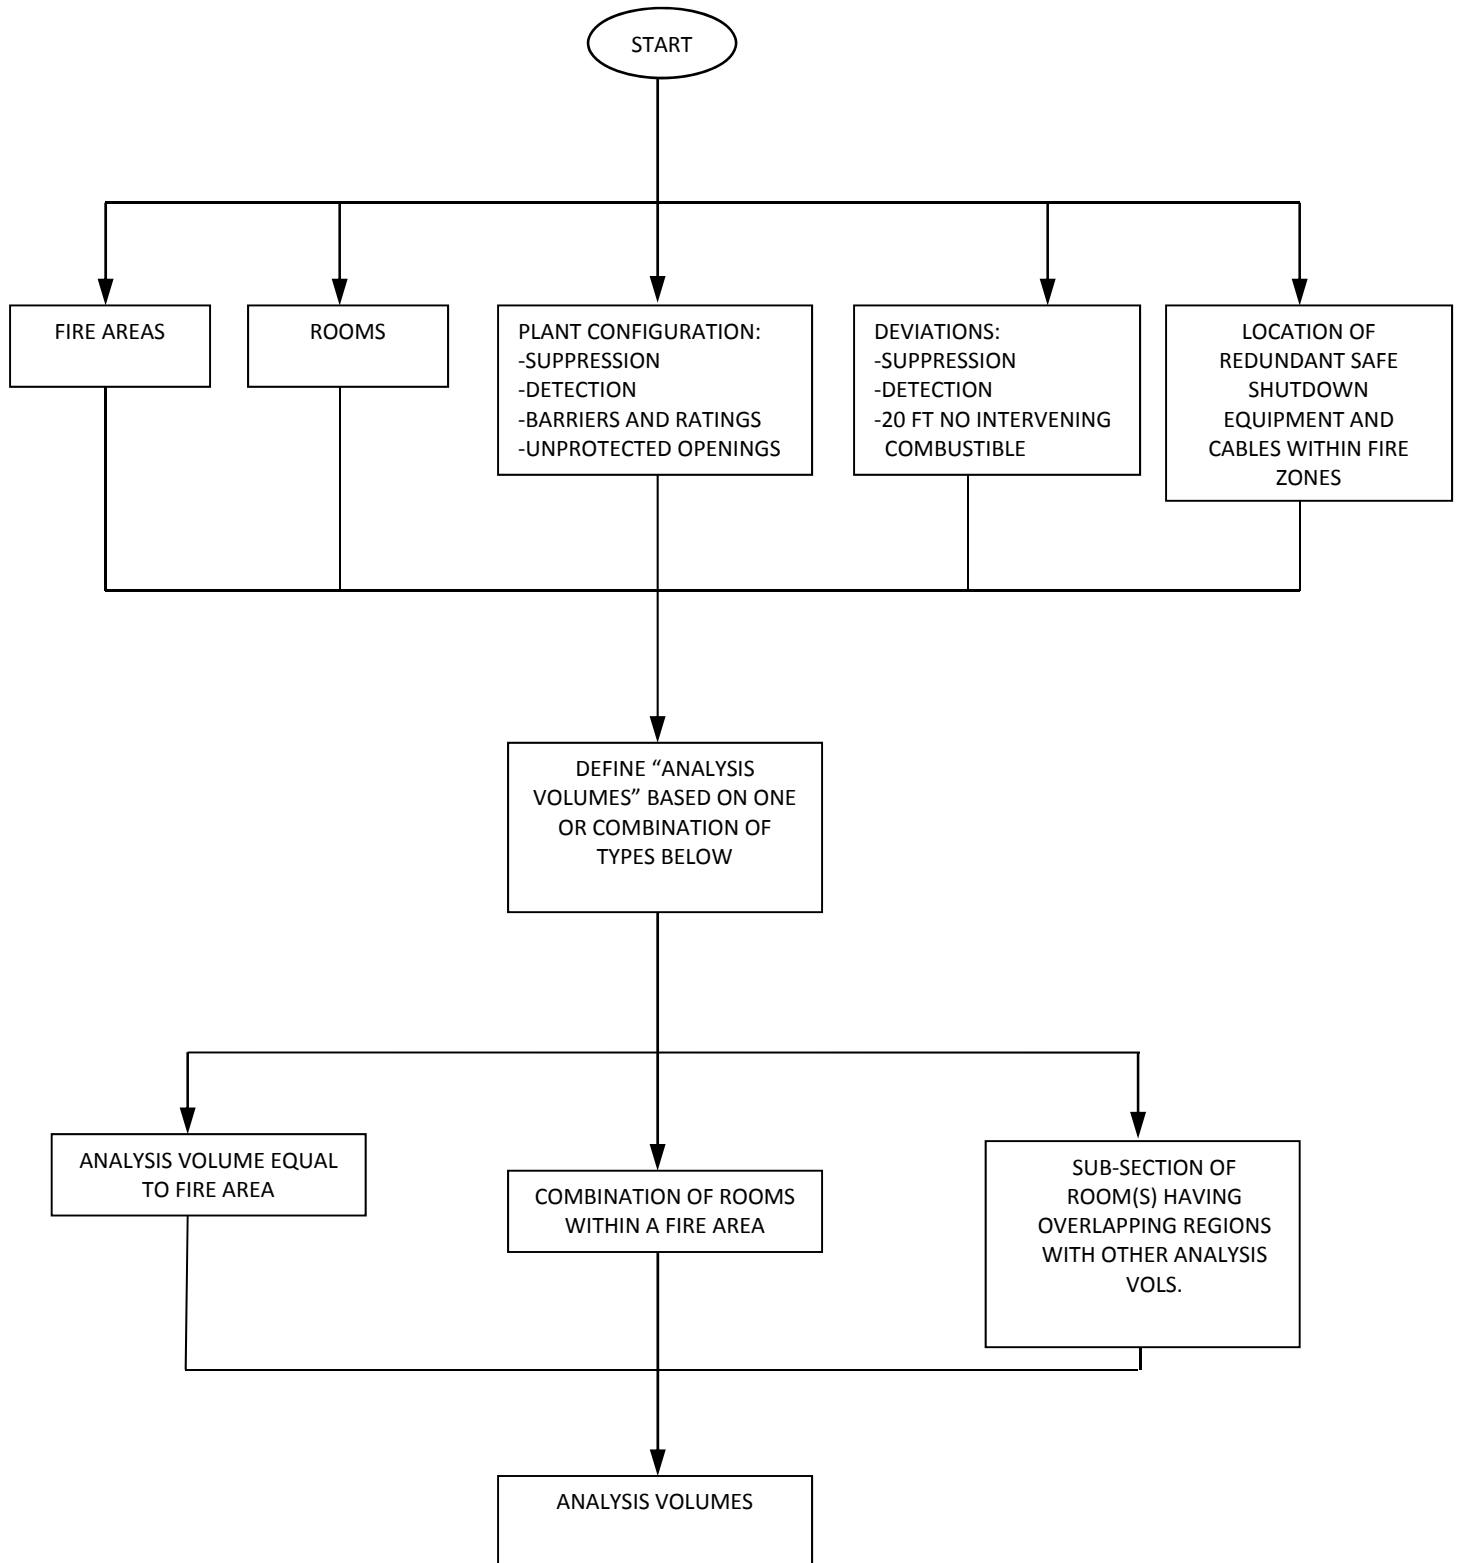 START
FIRE AREAS
ROOMS
PLANT CONFIGURATION:
-SUPPRESSION
-DETECTION
-BARRIERS AND RATINGS
-UNPROTECTED OPENINGS
DEVIATIONS:
-SUPPRESSION
-DETECTION
-20 FT NO INTERVENING
COMBUSTIBLE
LOCATION OF
REDUNDANT SAFE
SHUTDOWN
EQUIPMENT AND
CABLES WITHIN FIRE
ZONES
DEFINE “ANALYSIS
VOLUMES” BASED ON ONE
OR COMBINATION OF
TYPES BELOW
ANALYSIS VOLUME EQUAL
TO FIRE AREA
COMBINATION OF ROOMS
WITHIN A FIRE AREA
SUB-SECTION OF
ROOM(S) HAVING
OVERLAPPING REGIONS
WITH OTHER ANALYSIS
VOLS.
ANALYSIS VOLUMES